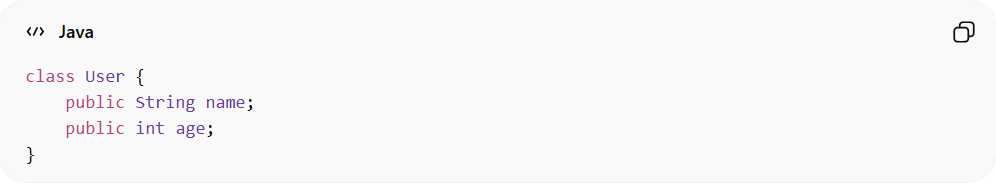 </> Java
class User {
    public String name;
    public int age;
}